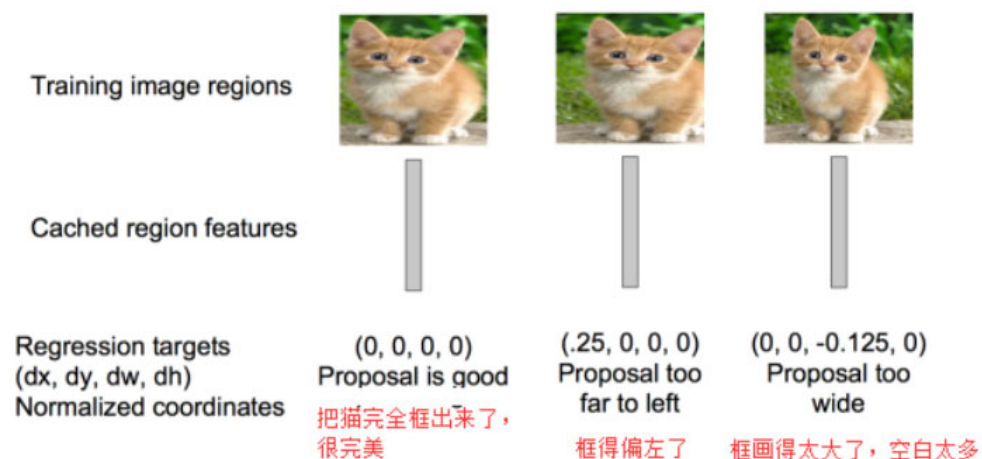 Training image regions
Cached region features
Regression targets
(dx, dy, dw, dh)
Normalized coordinates
(0, 0, 0, 0)
Proposal is good
把猫完全框出来了，
很完美
(.25, 0, 0, 0)
Proposal too
far to left
框得偏左了
(0, 0, -0.125, 0)
Proposal too
wide
框画得太大了，空白太多